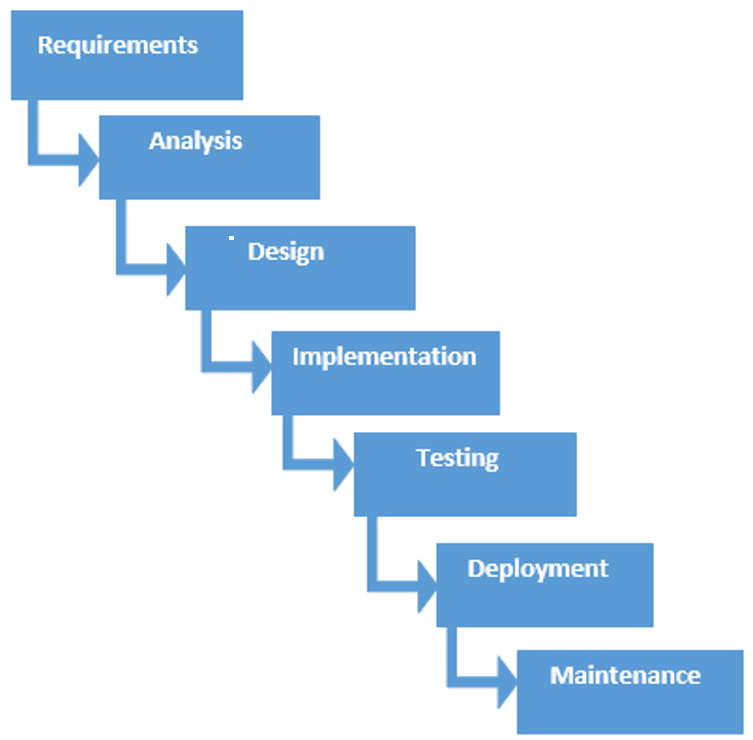 Requirements
Analysis
Design
Implementation
Testing
Deployment
Maintenance